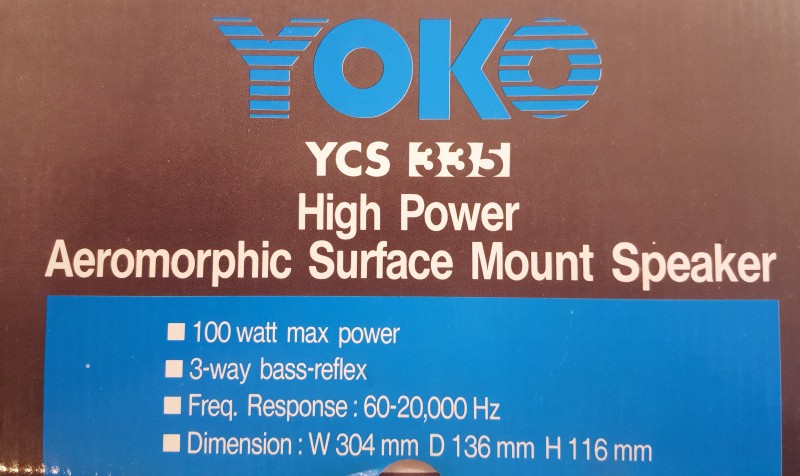 YOKO
YCS 335
High Power
Aeromorphic Surface Mount Speaker
100 watt max power
3-way bass-reflex
Freq. Response : 60-20,000 Hz
Dimension : W 304 mm D 136 mm H 116 mm